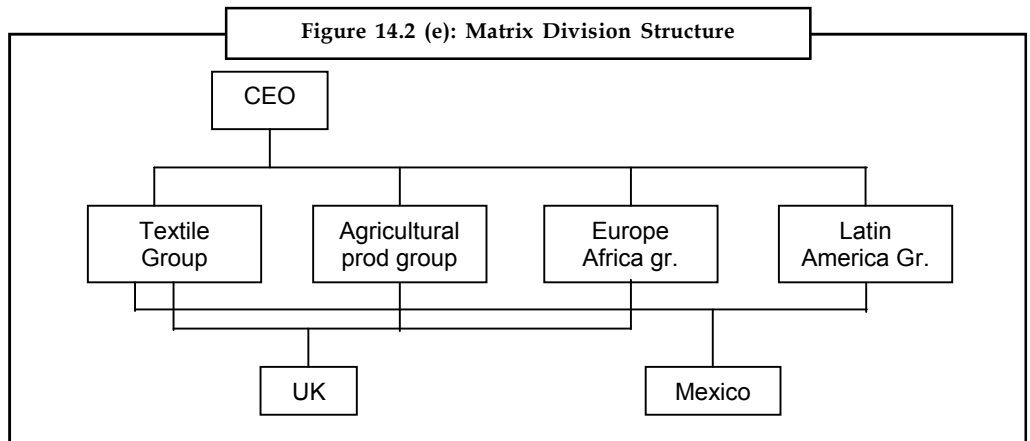 Figure 14.2 (e): Matrix Division Structure
CEO
Textile
Group
Agricultural
prod group
Europe
Africa gr.
Latin
America Gr.
UK
Mexico